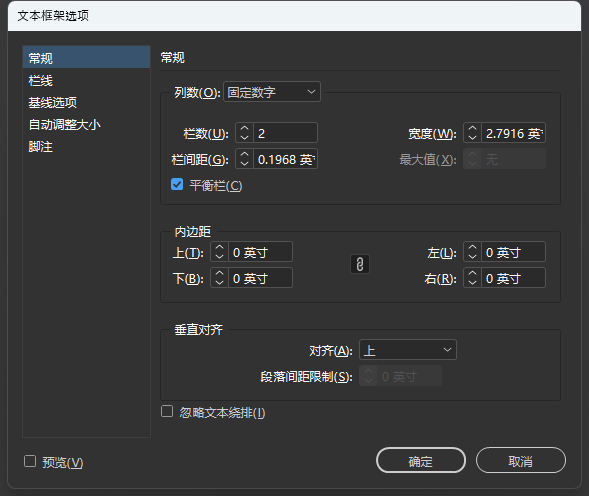 文本框架选项
常规
栏线
基线选项
自动调整大小
脚注
常规
列数(O): 固定数字
栏数(U): 2 宽度(W): 2.7916 英寸
栏间距(G): 0.1968 英寸 最大值(X): 无
平衡栏(C)
内边距
上(T): 0 英寸 左(L): 0 英寸
下(B): 0 英寸 右(R): 0 英寸
垂直对齐
对齐(A): 上
段落间距限制(S): 0 英寸
忽略文本绕排(I)
预览(V) 确定 取消